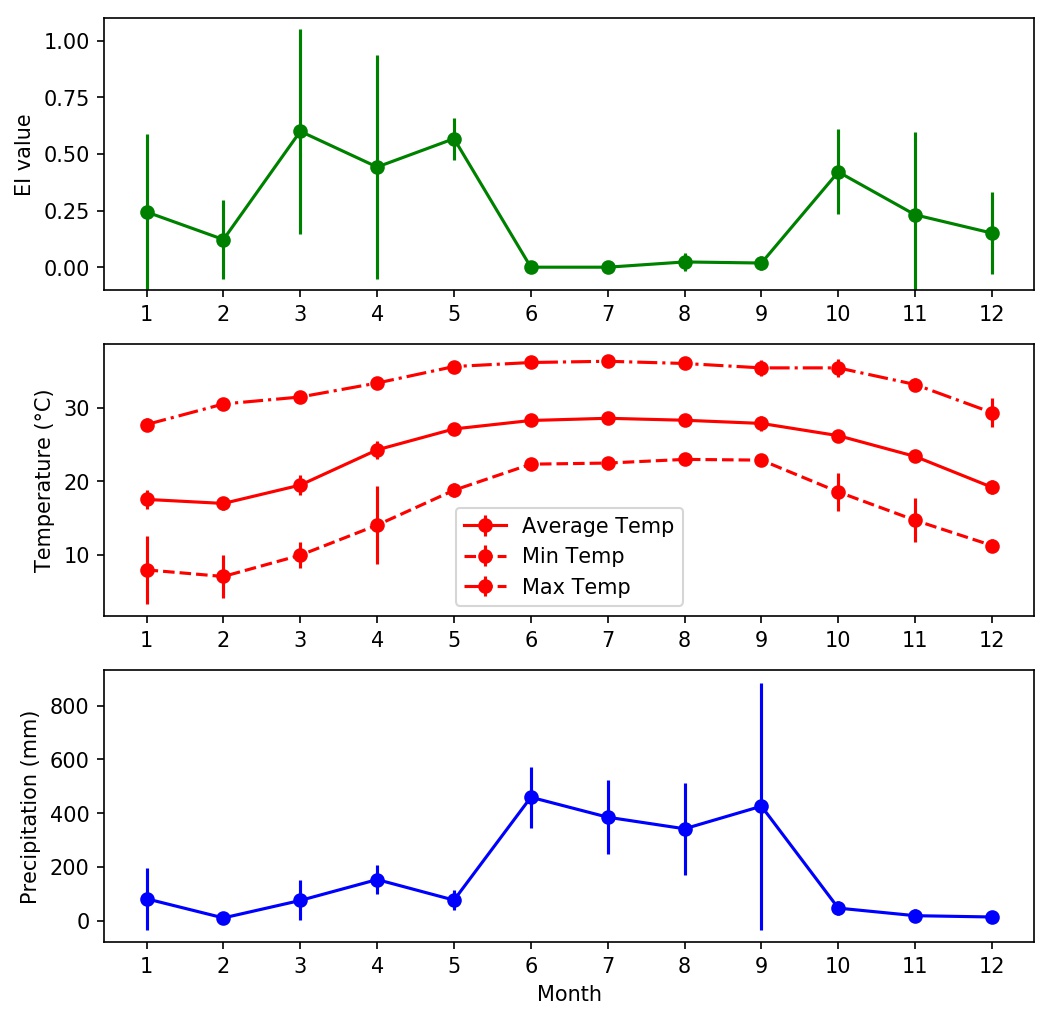 EI value
1.00
0.75
0.50
0.25
0.00
1 2 3 4 5 6 7 8 9 10 11 12
Temperature (°C)
30
20
10
Average Temp
Min Temp
Max Temp
1 2 3 4 5 6 7 8 9 10 11 12
Precipitation (mm)
800
600
400
200
0
1 2 3 4 5 6 7 8 9 10 11 12
Month